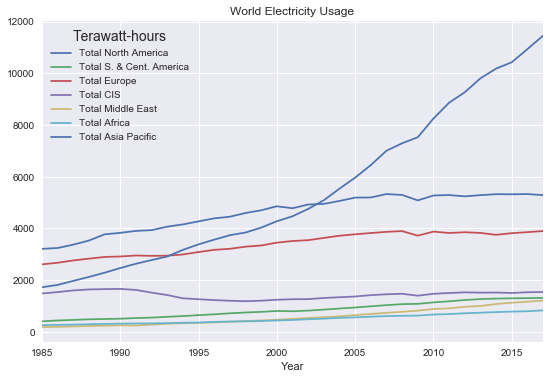 World Electricity Usage
Terawatt-hours
Total North America
Total S. & Cent. America
Total Europe
Total CIS
Total Middle East
Total Africa
Total Asia Pacific
12000
10000
8000
6000
4000
2000
0
1985 1990 1995 2000 2005 2010 2015
Year